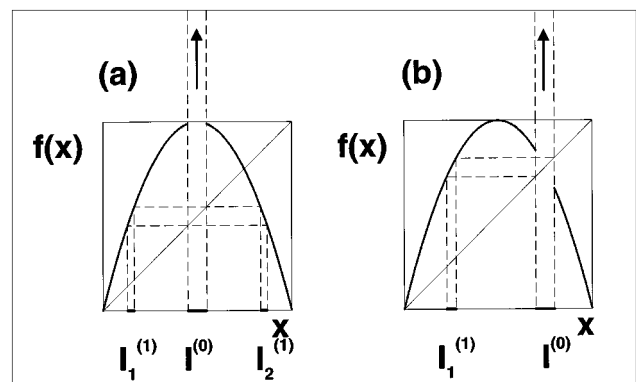 (a) (b)
f(x) f(x)
x x
I₁⁽¹⁾ I⁽⁰⁾ I₂⁽¹⁾ I₁⁽¹⁾ I⁽⁰⁾